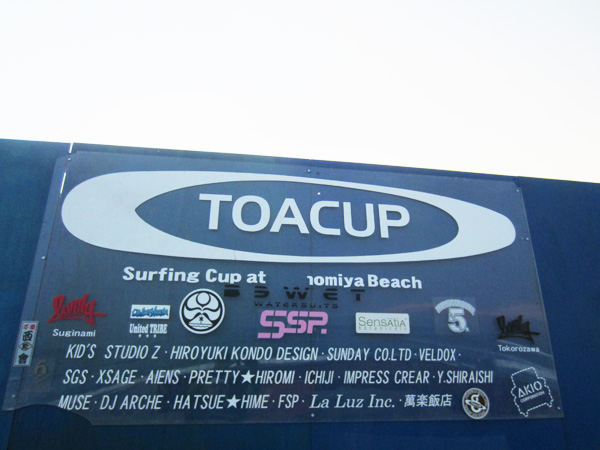 TOACUP
Surfing Cup at omiya Beach
WATERSUITS
Suginami
United TRIBE
SSP.
SENSATIA
5
Tokorozawa
KID'S STUDIO Z · HIROYUKI KONDO DESIGN · SUNDAY CO.LTD · VELDOX ·
SGS · XSAGE · AIENS · PRETTY★HIROMI · ICHIJI · IMPRESS CREAR · Y.SHIRAISHI
MUSE · DJ ARCHE · HATSUE★HIME · FSP · La Luz Inc. · 萬楽飯店
AKIO
CORPORATION